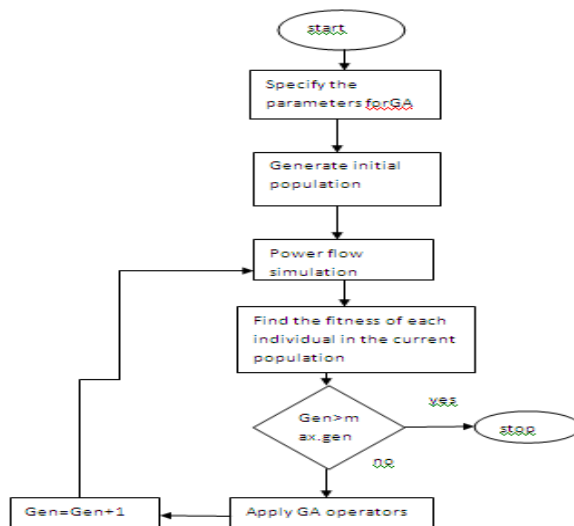 start
Specify the
parameters forGA
Generate initial
population
Power flow
simulation
Find the fitness of each
individual in the current
population
Gen>m
ax.gen
yes
stop
no
Apply GA operators
Gen=Gen+1